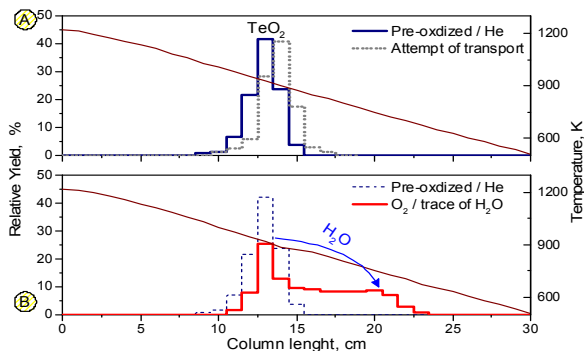 A
TeO2
Pre-oxdized / He
Attempt of transport
50
40
30
20
10
0
1200
900
600
B
Pre-oxdized / He
O2 / trace of H2O
H2O
50
40
30
20
10
0
1200
900
600
0
5
10
15
20
25
30
Relative Yield, %
Temperature, K
Column lenght, cm